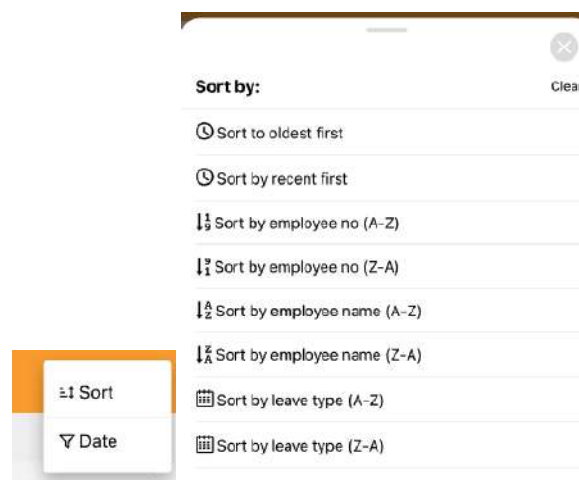 Sort
Date
Sort by:
Clear
Sort to oldest first
Sort by recent first
Sort by employee no (A-Z)
Sort by employee no (Z-A)
Sort by employee name (A-Z)
Sort by employee name (Z-A)
Sort by leave type (A-Z)
Sort by leave type (Z-A)